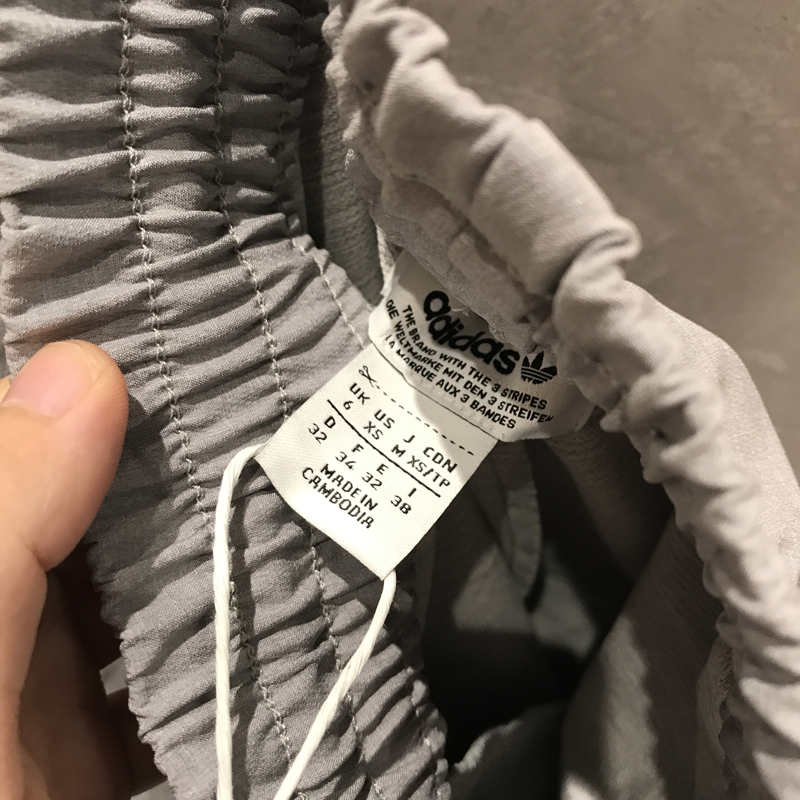 adidas
THE BRAND WITH THE 3 STRIPES
DIE WELTMARKE MIT DEN 3 STREIFEN
LA MARQUE AUX 3 BANDES
UK US J CDN
6 XS M XS/TP
D F E I
32 34 32 38
MADE IN
CAMBODIA